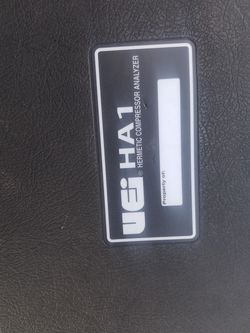 UEi HA1
® HERMETIC COMPRESSOR ANALYZER
Property of: